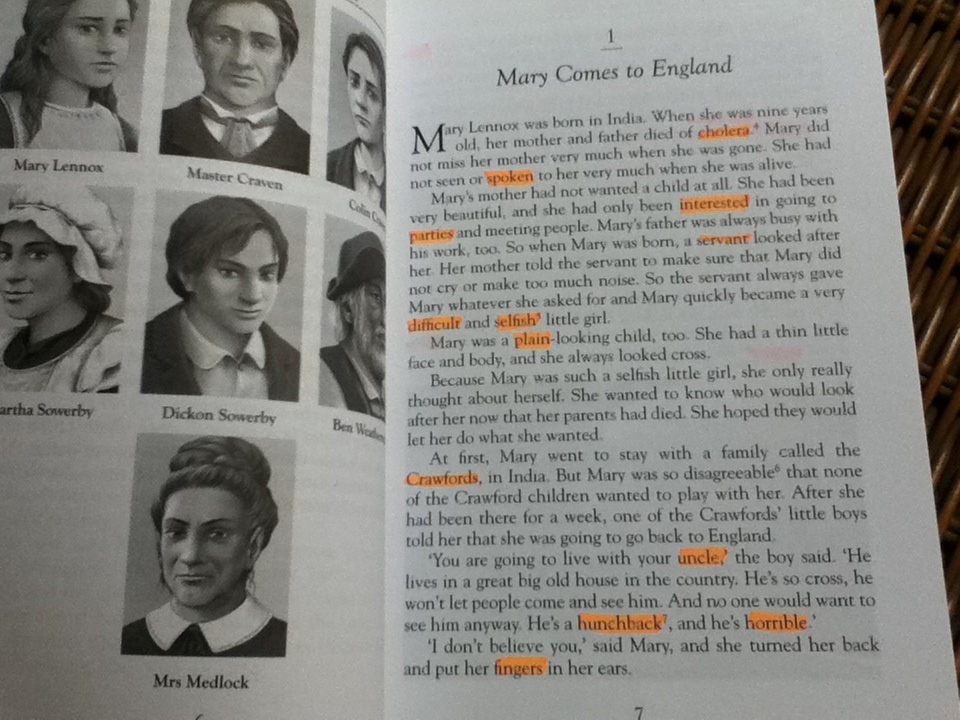 Mary Lennox
Master Craven
Colin
Sowerby
Dickon Sowerby
Ben
Mrs Medlock
1
Mary Comes to England
Mary Lennox was born in India. When she was nine years
old, her mother and father died of cholera.4 Mary did
not miss her mother very much when she was gone. She had
not seen or spoken to her very much when she was alive.
Mary's mother had not wanted a child at all. She had been
very beautiful, and she had only been interested in going to
parties and meeting people. Mary's father was always busy with
his work, too. So when Mary was born, a servant looked after
her. Her mother told the servant to make sure that Mary did
not cry or make too much noise. So the servant always gave
Mary whatever she asked for and Mary quickly became a very
difficult and selfish5 little girl.
Mary was a plain-looking child, too. She had a thin little
face and body, and she always looked cross.
Because Mary was such a selfish little girl, she only really
thought about herself. She wanted to know who would look
after her now that her parents had died. She hoped they would
let her do what she wanted.
At first, Mary went to stay with a family called the
Crawfords, in India. But Mary was so disagreeable6 that none
of the Crawford children wanted to play with her. After she
had been there for a week, one of the Crawfords' little boys
told her that she was going to go back to England.
'You are going to live with your uncle,' the boy said. 'He
lives in a great big old house in the country. He's so cross, he
won't let people come and see him. And no one would want to
see him anyway. He's a hunchback7, and he's horrible.'
'I don't believe you,' said Mary, and she turned her back
and put her fingers in her ears.
7